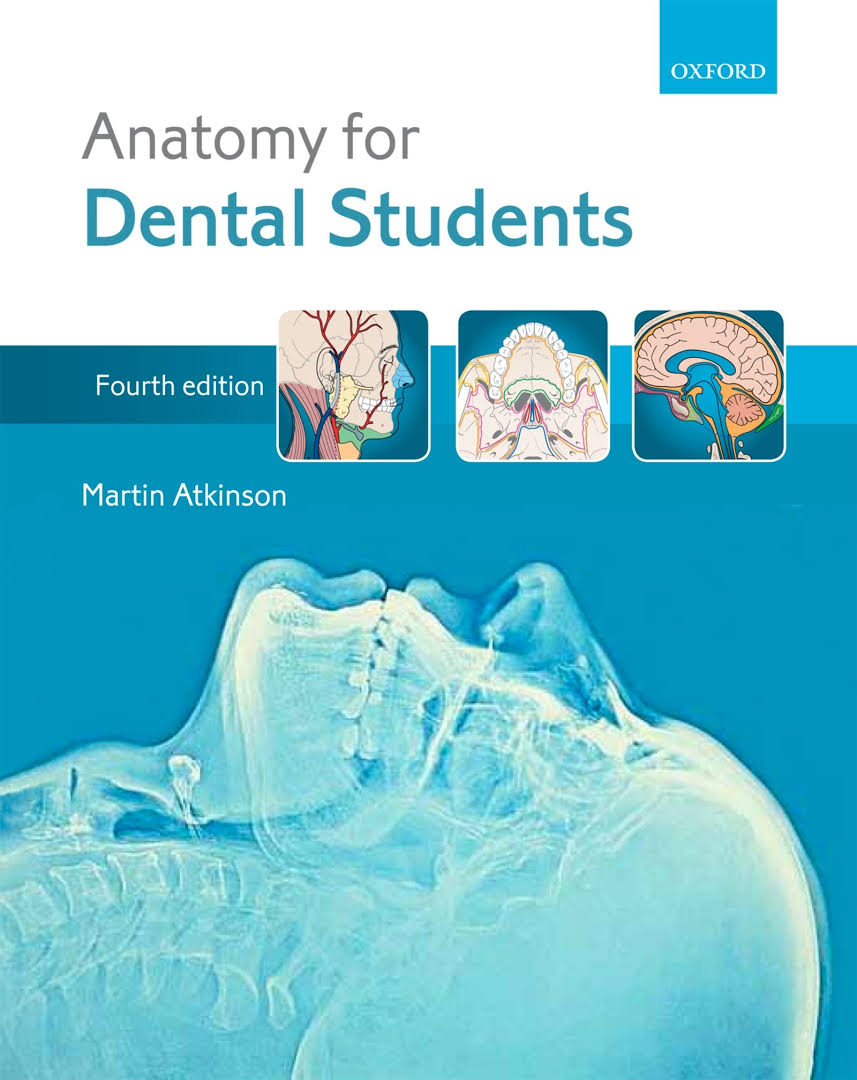 OXFORD
Anatomy for
Dental Students
Fourth edition
Martin Atkinson